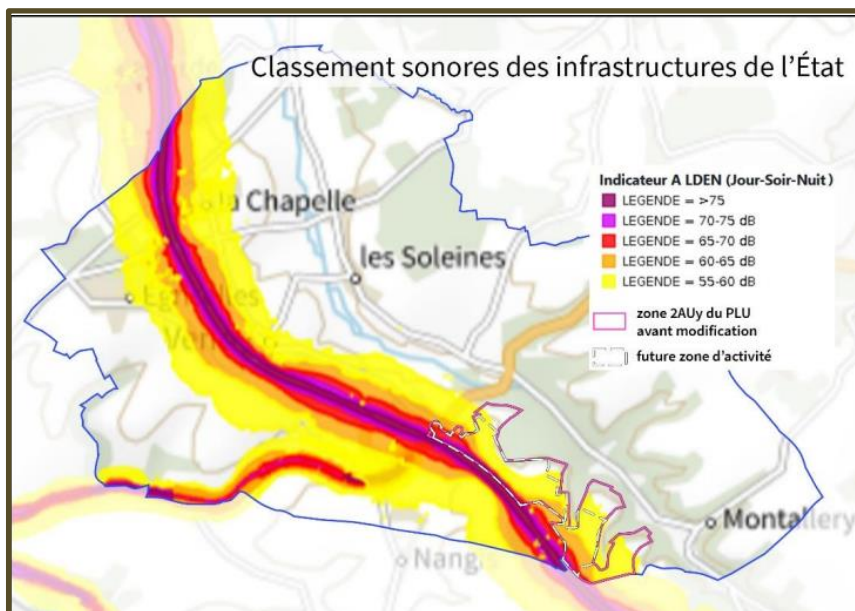 Classement sonores des infrastructures de l'État
Indicateur A LDEN (Jour-Soir-Nuit)
LEGENDE = >75
LEGENDE = 70-75 dB
LEGENDE = 65-70 dB
LEGENDE = 60-65 dB
LEGENDE = 55-60 dB
zone 2AUy du PLU
avant modification
future zone d'activité
la Chapelle
les Soleines
Montallery
Nang